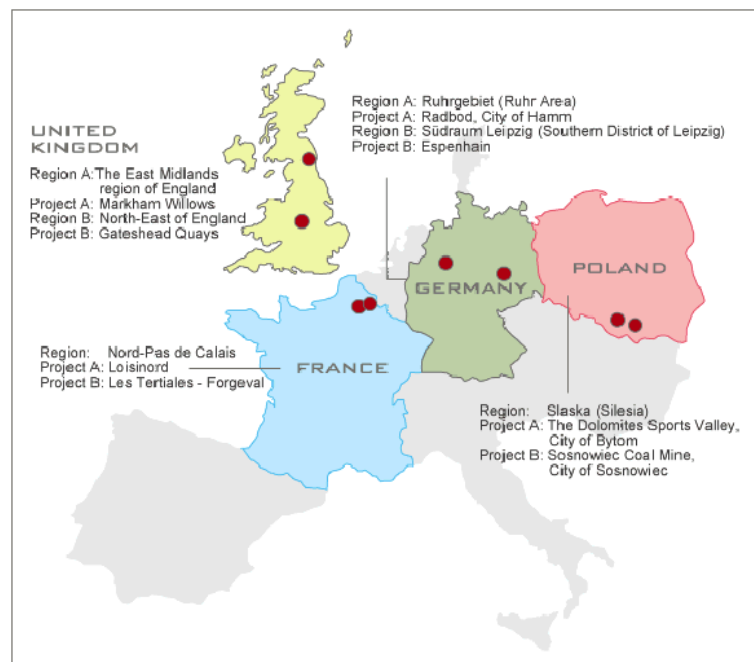 UNITED
KINGDOM
Region A:The East Midlands
region of England
Project A: Markham Willows
Region B: North-East of England
Project B: Gateshead Quays
Region A: Ruhrgebiet (Ruhr Area)
Project A: Radbod, City of Hamm
Region B: Südraum Leipzig (Southern District of Leipzig)
Project B: Espenhain
POLAND
GERMANY
Region: Nord-Pas de Calais
Project A: Loisinord
Project B: Les Tertiales - Forgeval
FRANCE
Region: Slaska (Silesia)
Project A: The Dolomites Sports Valley,
City of Bytom
Project B: Sosnowiec Coal Mine,
City of Sosnowiec